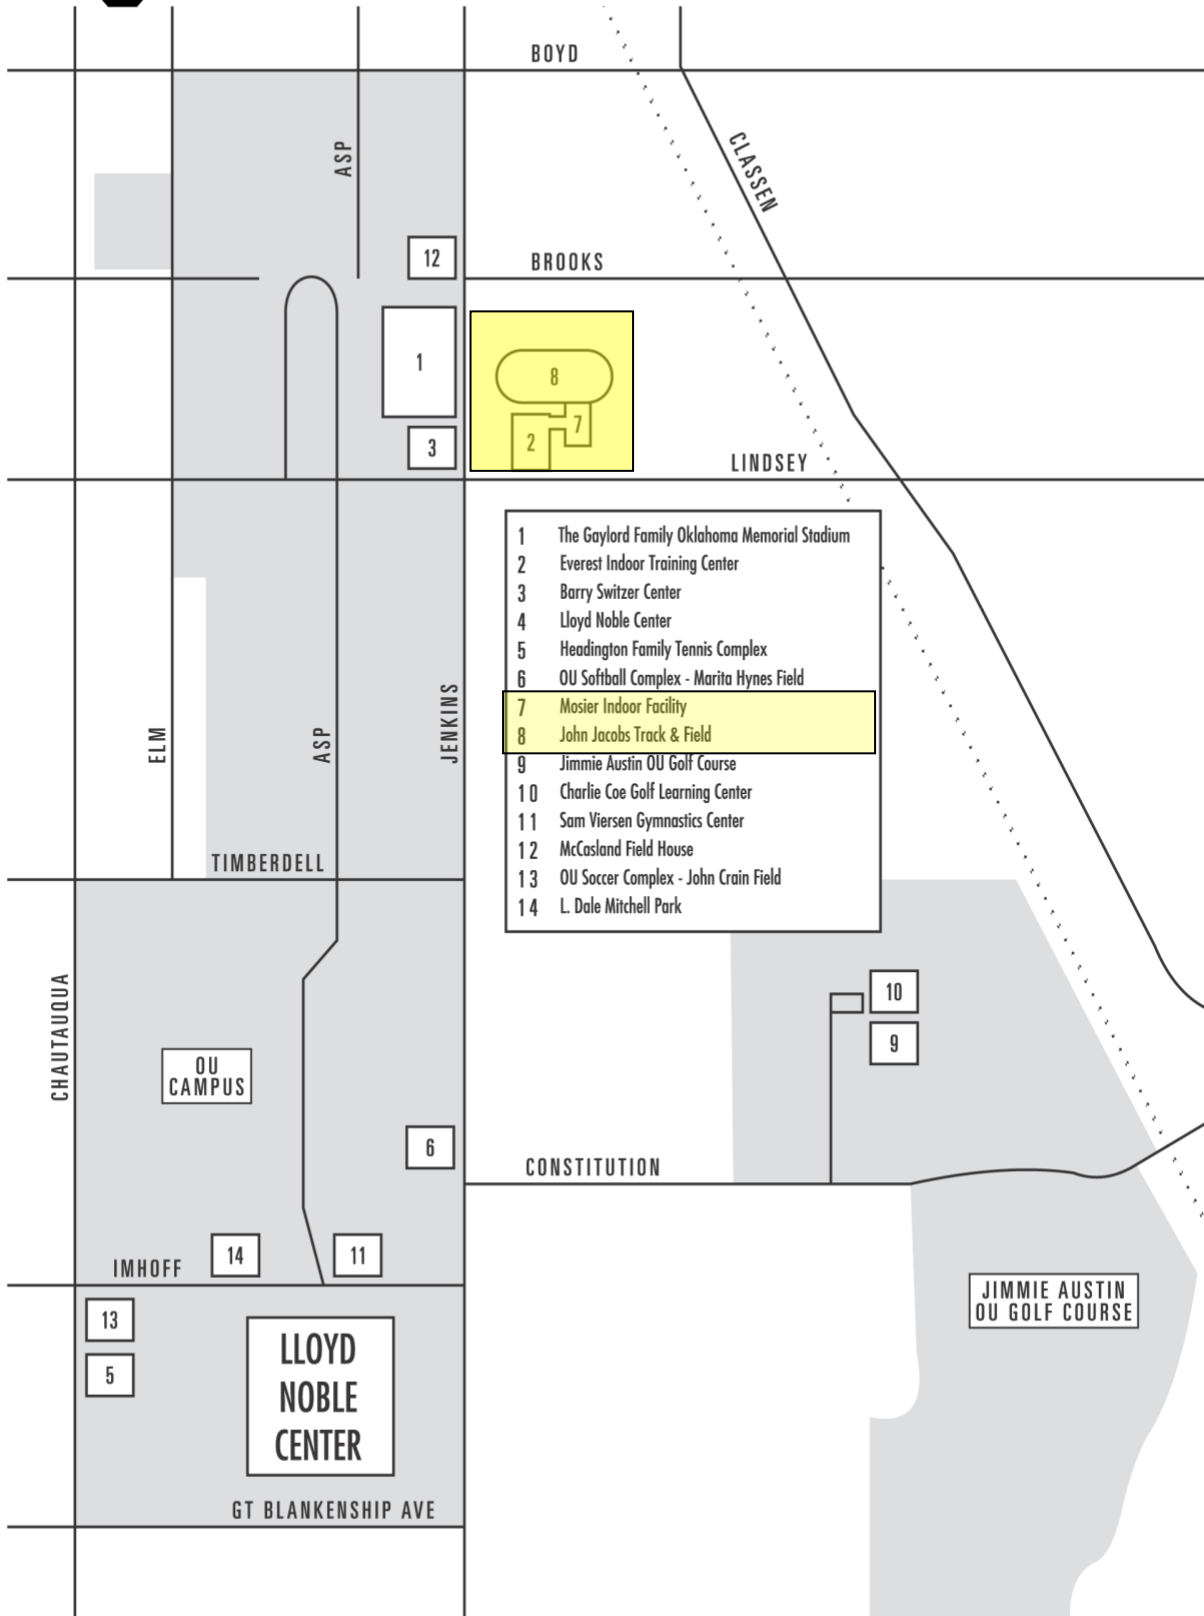 BOYD
ASP
CLASSEN
12
BROOKS
1
8
7
2
3
LINDSEY
1 The Gaylord Family Oklahoma Memorial Stadium
2 Everest Indoor Training Center
3 Barry Switzer Center
4 Lloyd Noble Center
5 Headington Family Tennis Complex
6 OU Softball Complex - Marita Hynes Field
7 Mosier Indoor Facility
8 John Jacobs Track & Field
9 Jimmie Austin OU Golf Course
10 Charlie Coe Golf Learning Center
11 Sam Viersen Gymnastics Center
12 McCasland Field House
13 OU Soccer Complex - John Crain Field
14 L. Dale Mitchell Park
ELM
ASP
JENKINS
TIMBERDELL
CHAUTAUQUA
OU
CAMPUS
10
9
6
CONSTITUTION
14
11
IMHOFF
13
5
LLOYD
NOBLE
CENTER
JIMMIE AUSTIN
OU GOLF COURSE
GT BLANKENSHIP AVE